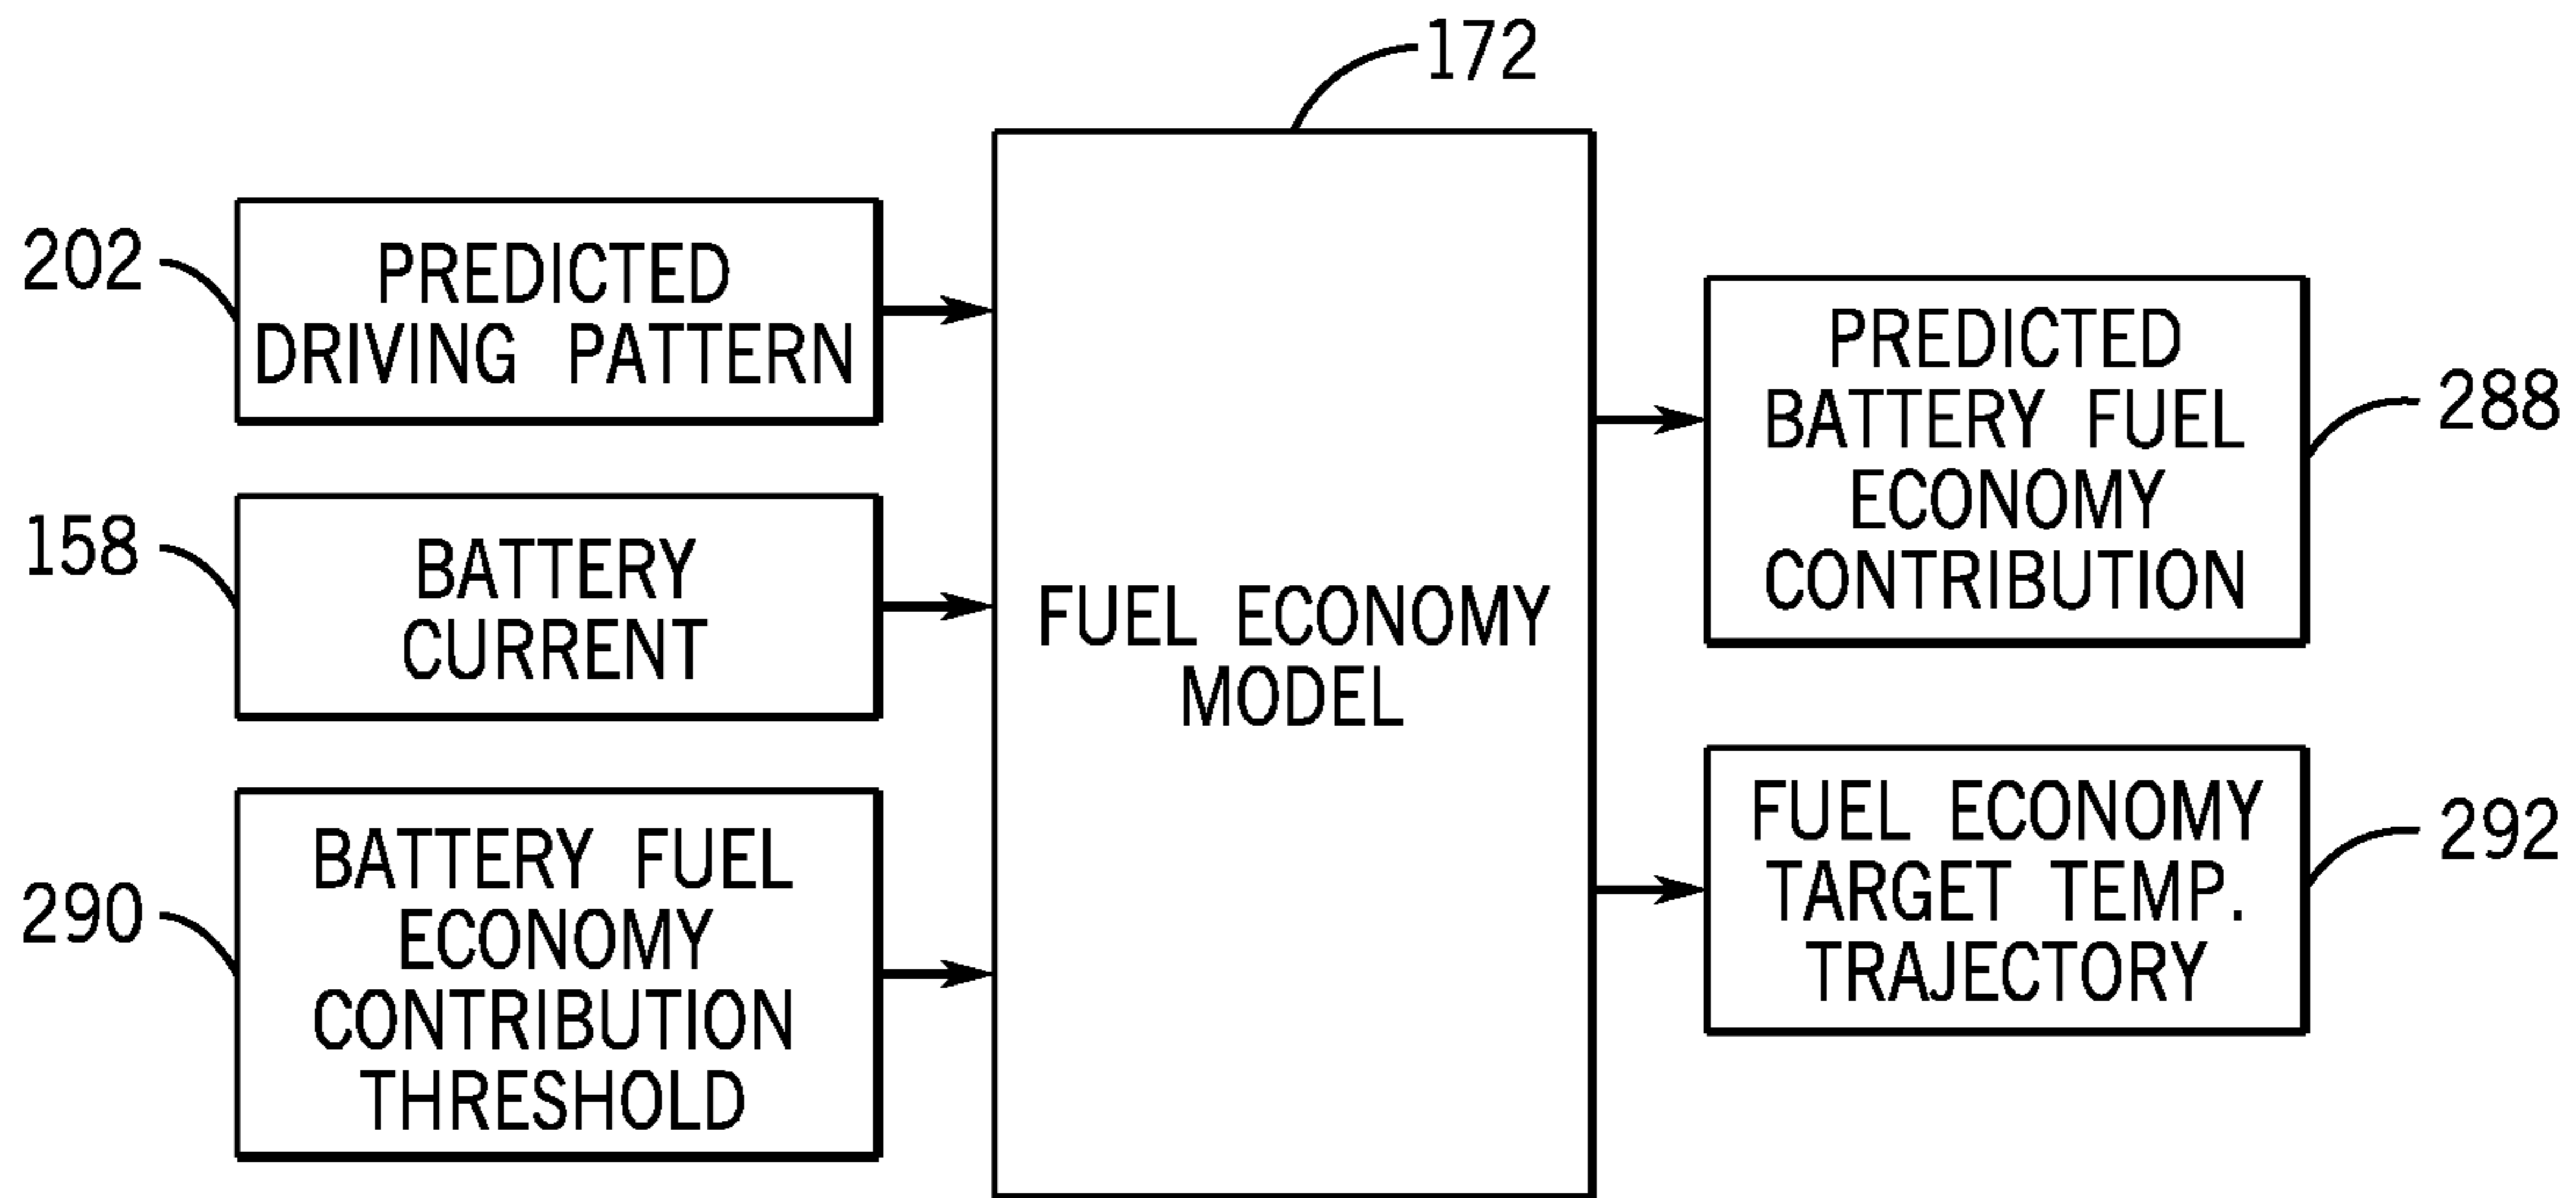 172
202
PREDICTED
DRIVING PATTERN
158
BATTERY
CURRENT
290
BATTERY FUEL
ECONOMY
CONTRIBUTION
THRESHOLD
FUEL ECONOMY
MODEL
PREDICTED
BATTERY FUEL
ECONOMY
CONTRIBUTION
288
FUEL ECONOMY
TARGET TEMP.
TRAJECTORY
292